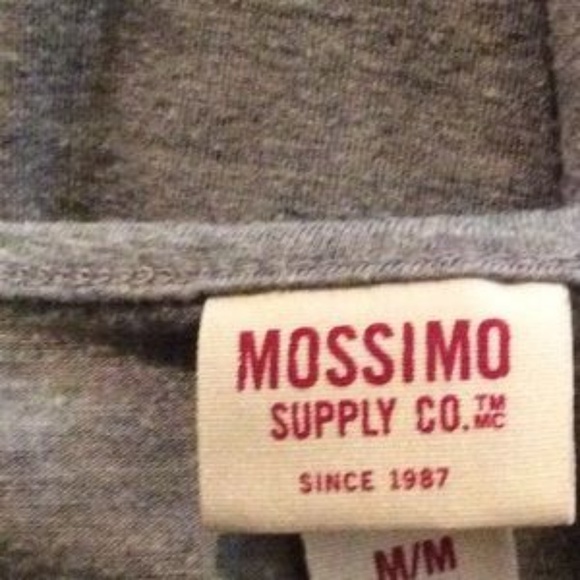 MOSSIMO
SUPPLY CO.™ MC
SINCE 1987
M/M